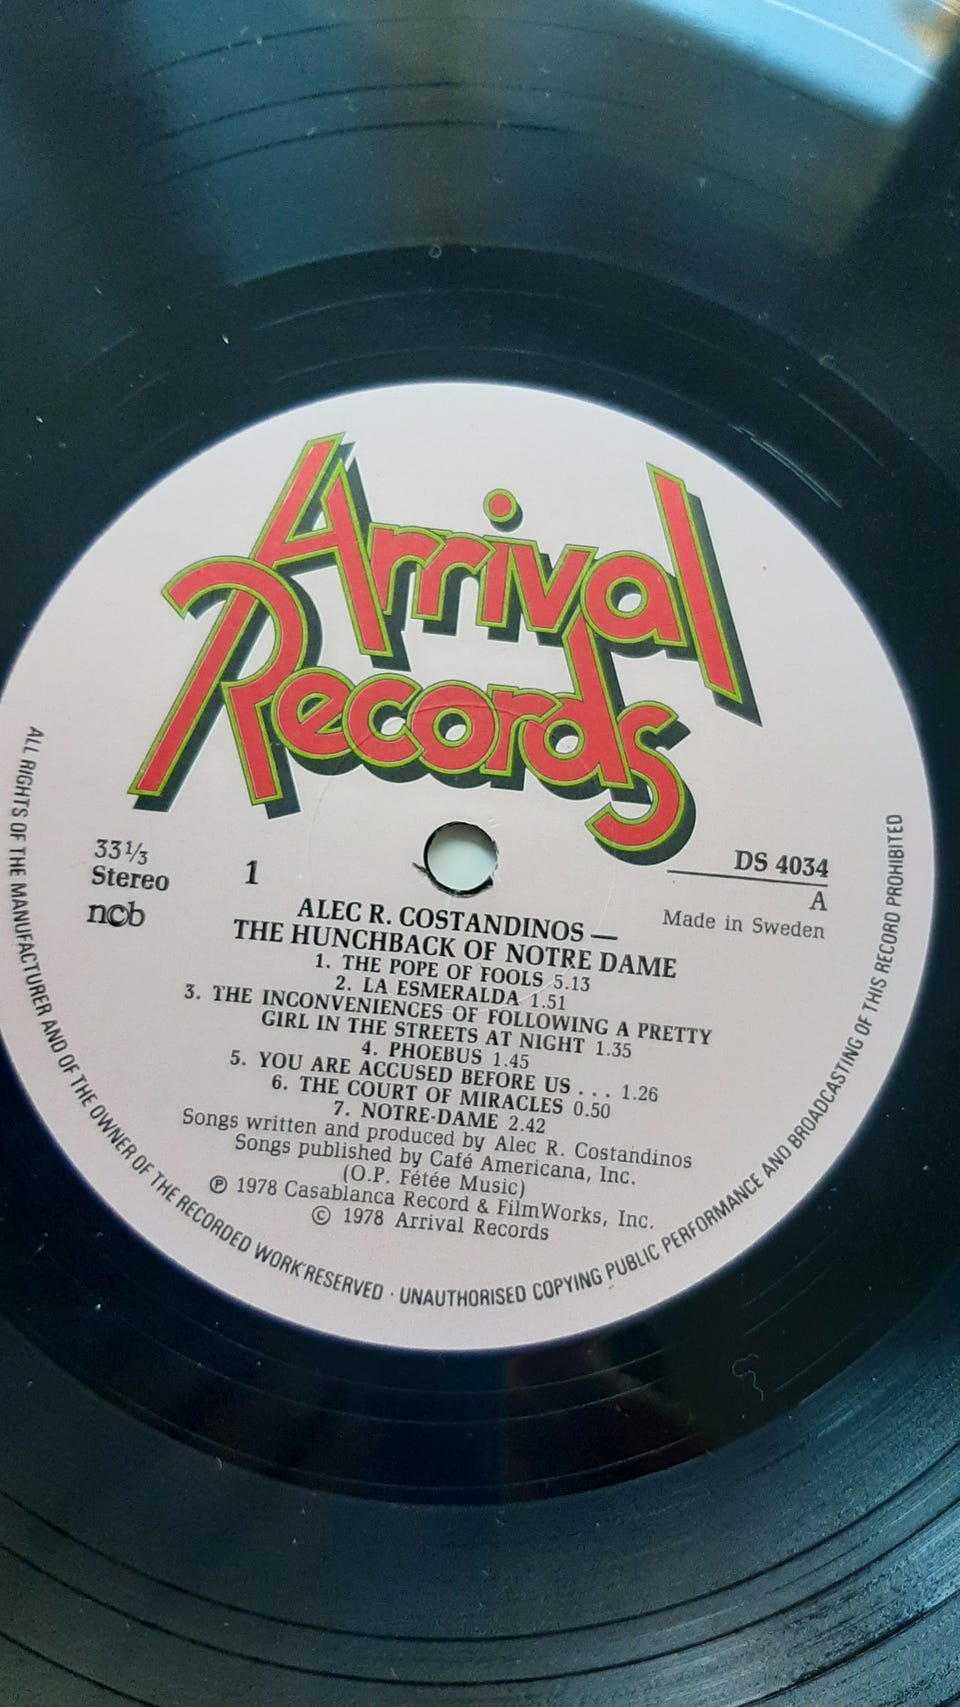 Arrival
Records
33⅓
Stereo
ncb
1
DS 4034
A
Made in Sweden
ALEC R. COSTANDINOS —
THE HUNCHBACK OF NOTRE DAME
1. THE POPE OF FOOLS 5.13
2. LA ESMERALDA 1.51
3. THE INCONVENIENCES OF FOLLOWING A PRETTY
GIRL IN THE STREETS AT NIGHT 1.35
4. PHOEBUS 1.45
5. YOU ARE ACCUSED BEFORE US . . . 1.26
6. THE COURT OF MIRACLES 0.50
7. NOTRE-DAME 2.42
Songs written and produced by Alec R. Costandinos
Songs published by Café Americana, Inc.
(O.P. Fétée Music)
℗ 1978 Casablanca Record & FilmWorks, Inc.
© 1978 Arrival Records
ALL RIGHTS OF THE MANUFACTURER AND OF THE OWNER OF THE RECORDED WORK RESERVED · UNAUTHORISED COPYING PUBLIC PERFORMANCE AND BROADCASTING OF THIS RECORD PROHIBITED